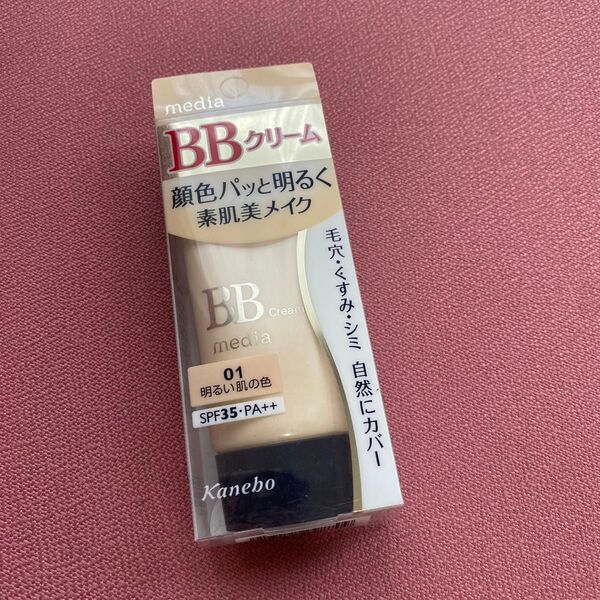 media
BBクリーム
顔色パッと明るく
素肌美メイク
毛穴・くすみ・シミ 自然にカバー
BB Cream
media
01
明るい肌の色
SPF35・PA++
Kanebo